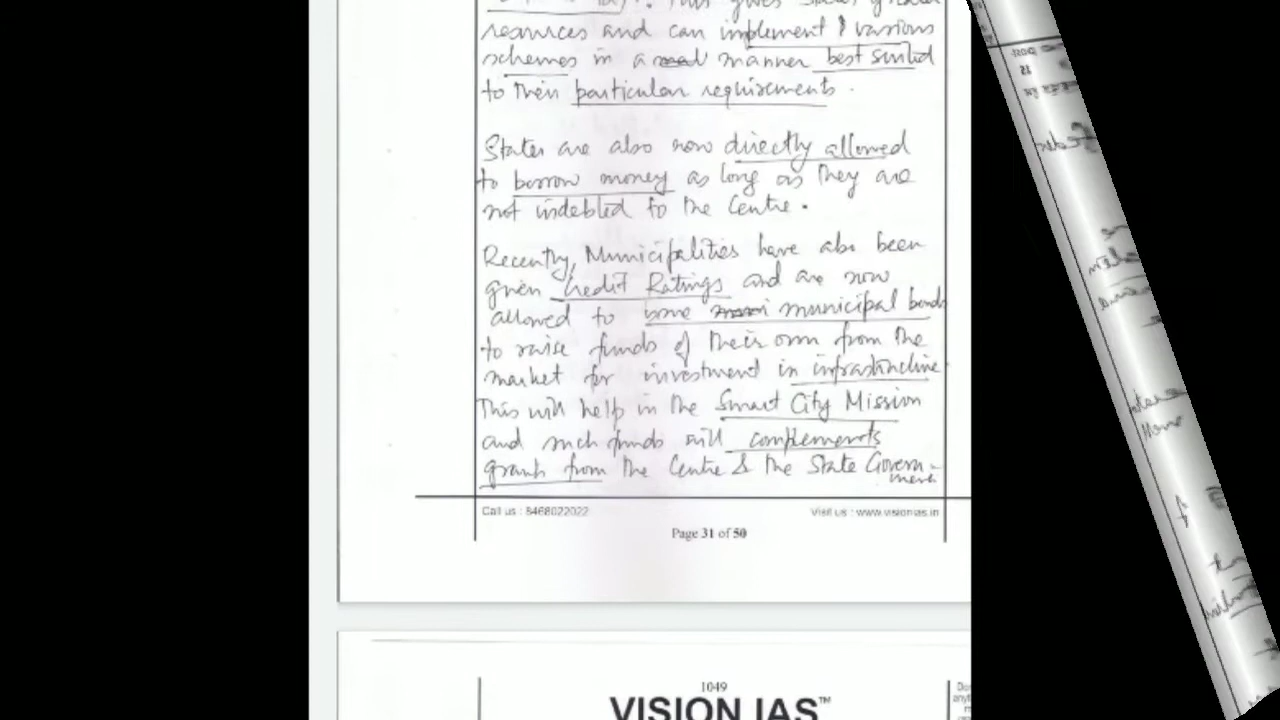 resources and can implement various
schemes in a manner best suited
to their particular requirements.
States are also now directly allowed
to borrow money as long as they are
not indebted to the Centre.
Recently, Municipalities have also been
given Credit Ratings and are now
allowed to issue municipal bonds
to raise funds of their own from the
market for investment in infrastructure.
This will help in the Smart City Mission
and such funds will complements
grants from the Centre & the State Govern-
ment
Call us : 8468022022
Visit us : www.visionias.in
Page 31 of 50
1049
VISION IAS™